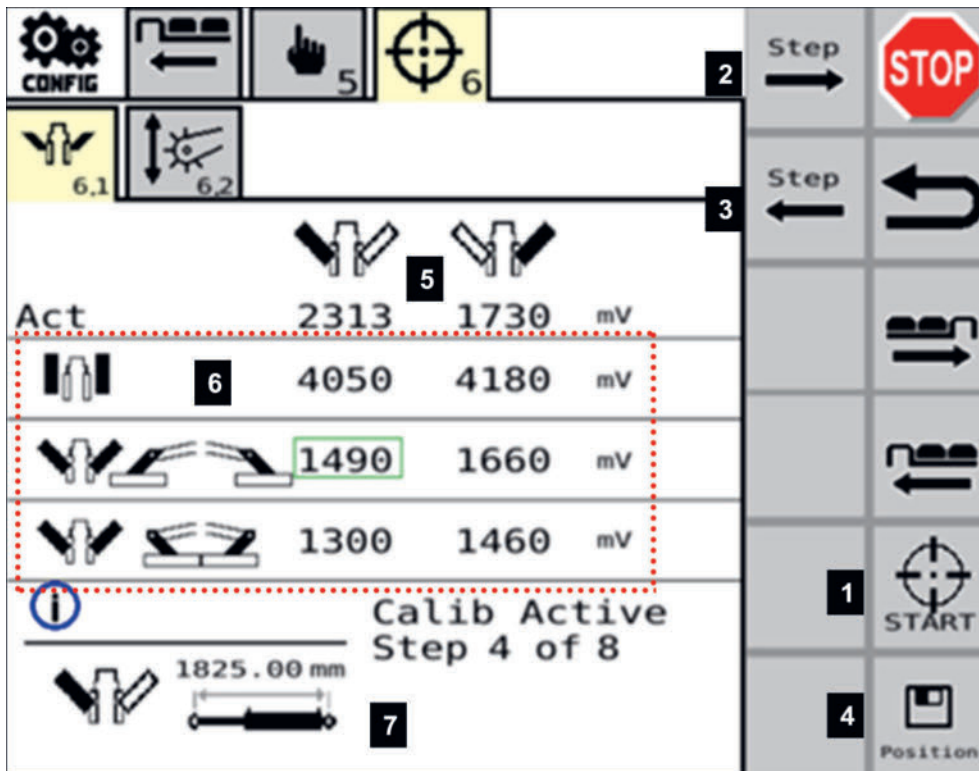 CONFIG
5
6
2
Step
STOP
6,1
6,2
3
Step
5
Act 2313 1730 mV
6
4050 4180 mV
1490 1660 mV
1300 1460 mV
i
Calib Active
Step 4 of 8
1825.00 mm
7
1
START
4
Position